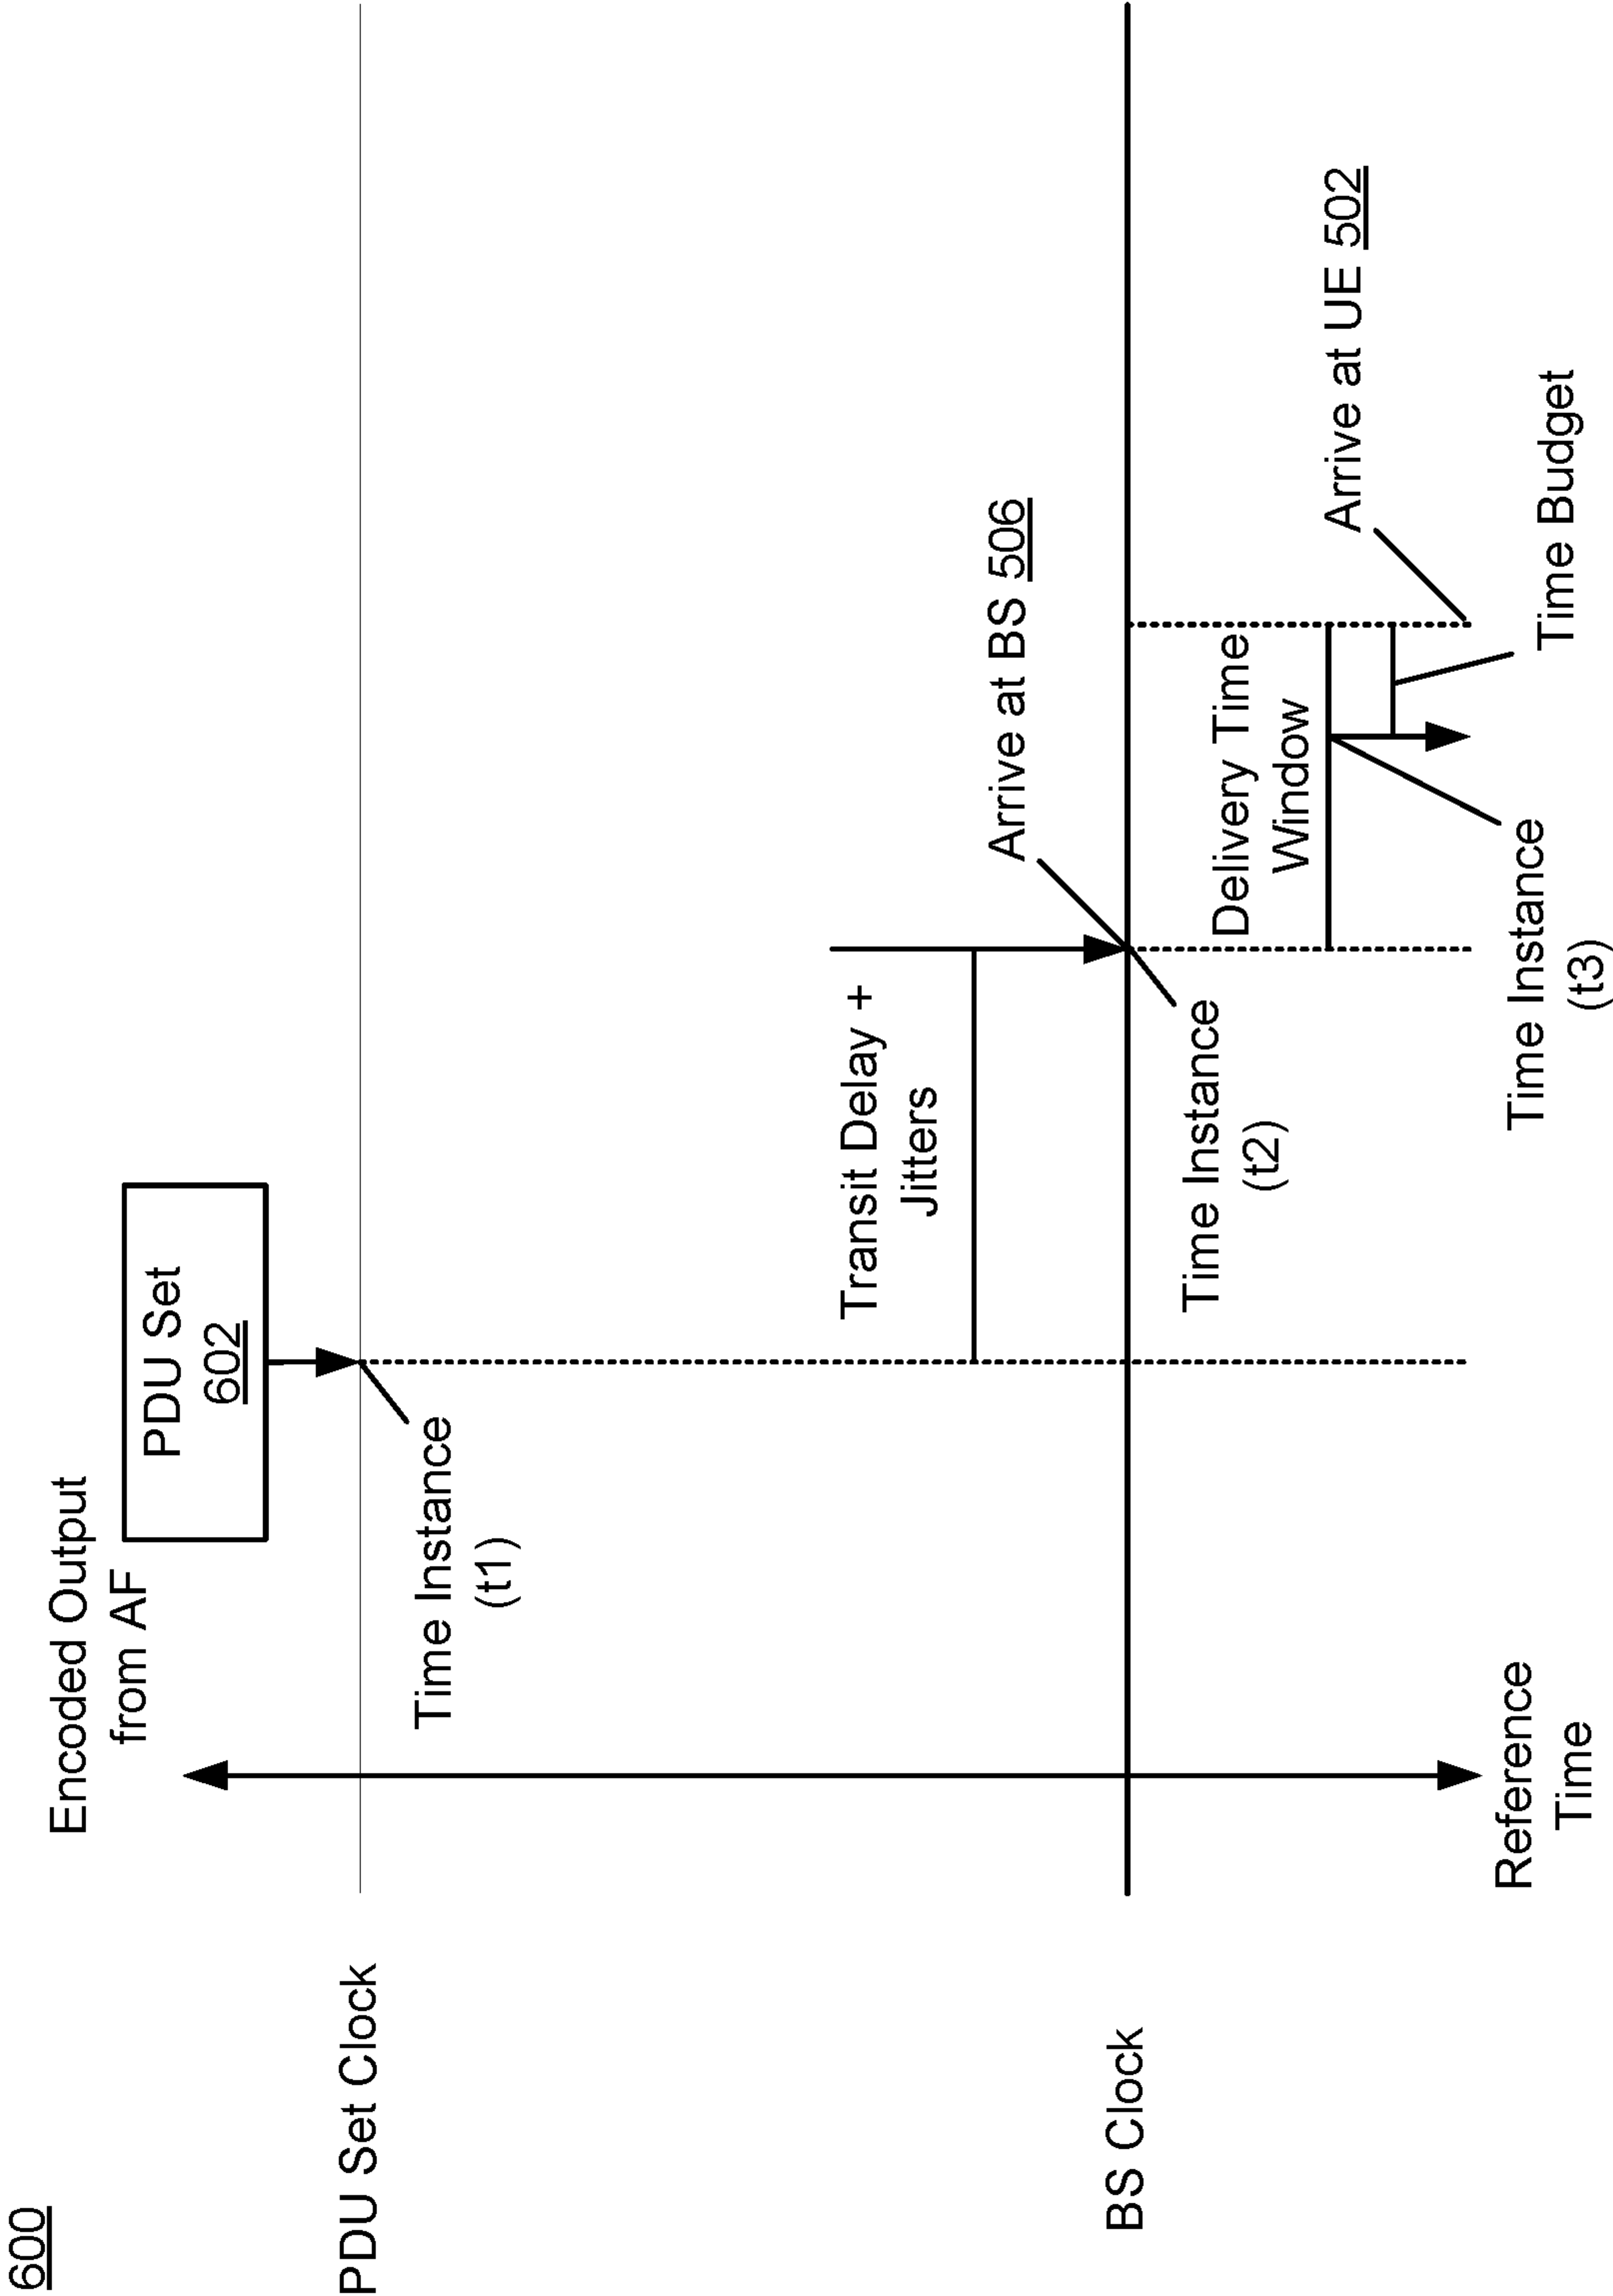 600
Encoded Output
from AF
PDU Set
602
PDU Set Clock
Time Instance
(t1)
Transit Delay +
Jitters
Arrive at BS 506
BS Clock
Time Instance
(t2)
Delivery Time
Window
Arrive at UE 502
Reference
Time
Time Instance
(t3)
Time Budget